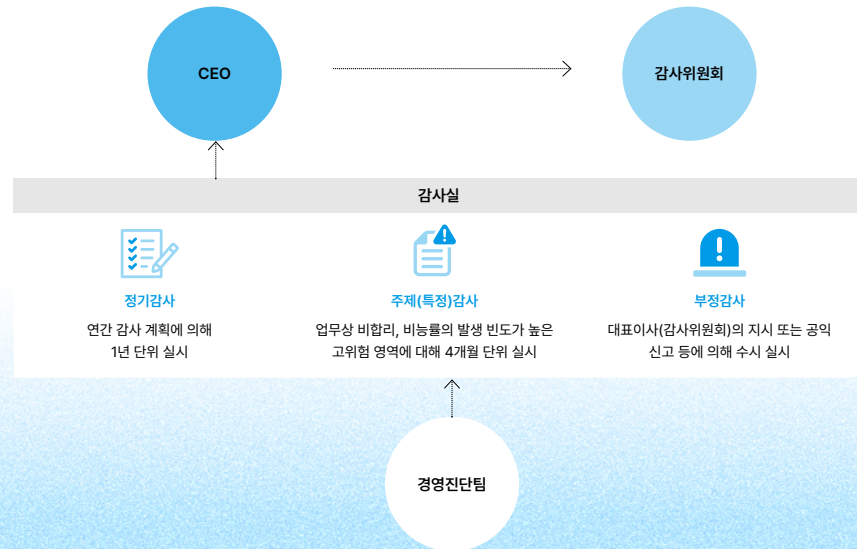 CEO
감사위원회
감사실
정기감사
연간 감사 계획에 의해
1년 단위 실시
주제(특정)감사
업무상 비합리, 비능률의 발생 빈도가 높은
고위험 영역에 대해 4개월 단위 실시
부정감사
대표이사(감사위원회)의 지시 또는 공익
신고 등에 의해 수시 실시
경영진단팀